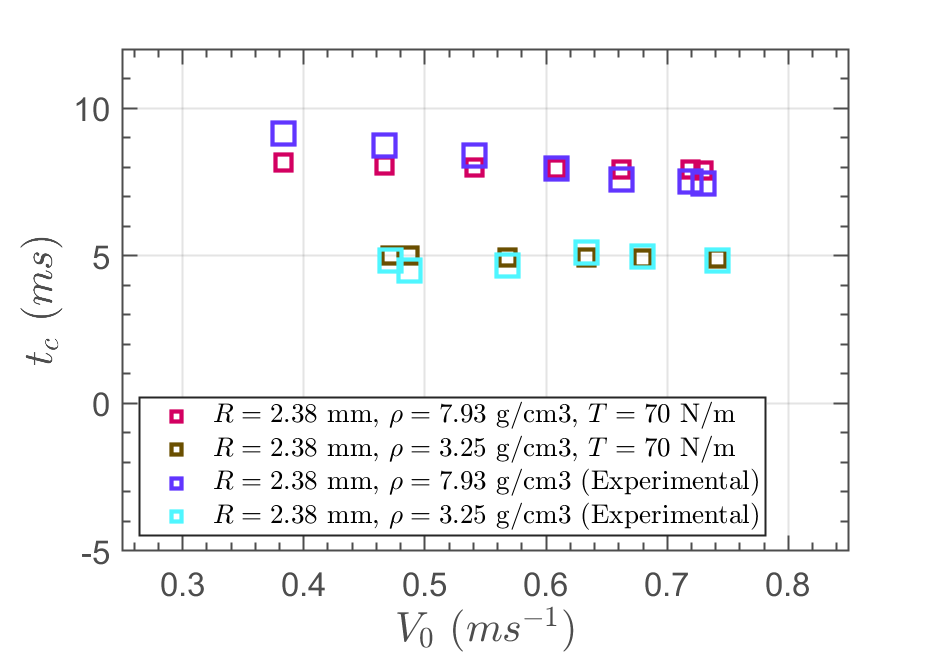 10
5
0
-5
t_c (ms)
R = 2.38 mm, ρ = 7.93 g/cm3, T = 70 N/m
R = 2.38 mm, ρ = 3.25 g/cm3, T = 70 N/m
R = 2.38 mm, ρ = 7.93 g/cm3 (Experimental)
R = 2.38 mm, ρ = 3.25 g/cm3 (Experimental)
0.3 0.4 0.5 0.6 0.7 0.8
V₀ (ms⁻¹)